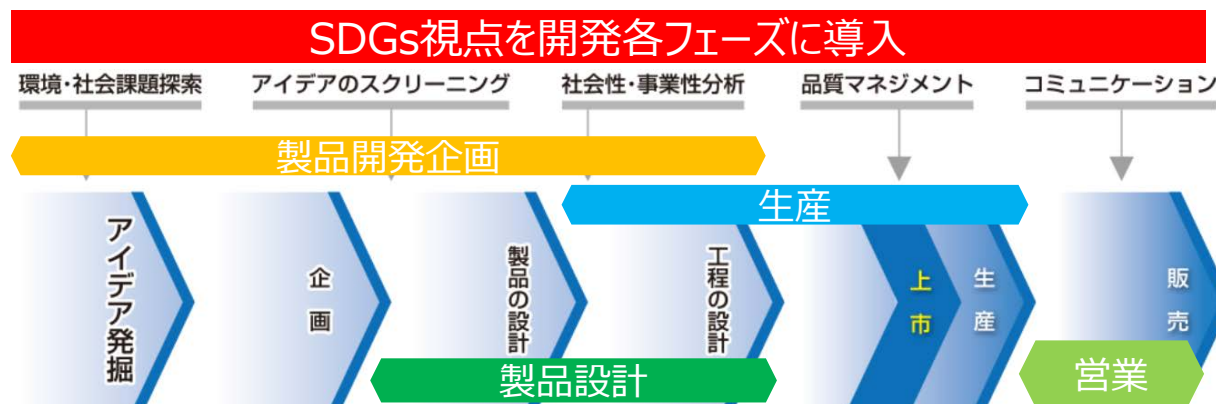 SDGs視点を開発各フェーズに導入
環境・社会課題探索
アイデアのスクリーニング
社会性・事業性分析
品質マネジメント
コミュニケーション
製品開発企画
生産
アイデア発掘
企画
製品の設計
工程の設計
上市
生産
販売
製品設計
営業